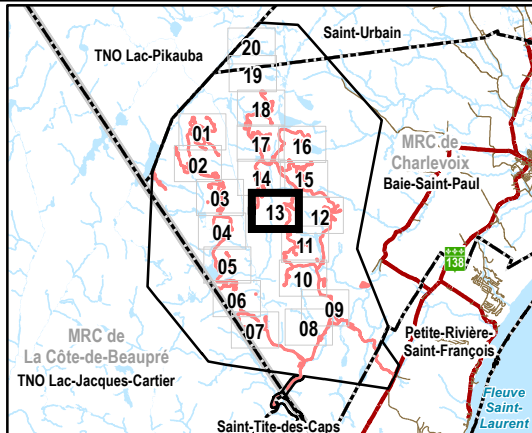 20
Saint-Urbain
TNO Lac-Pikauba
19
18
01
17
16
MRC de
Charlevoix
02
14
15
Baie-Saint-Paul
03
13
12
04
11
138
05
10
06
09
07
08
MRC de
La Côte-de-Beaupré
TNO Lac-Jacques-Cartier
Petite-Rivière-
Saint-François
Fleuve
Saint-
Laurent
Saint-Tite-des-Caps